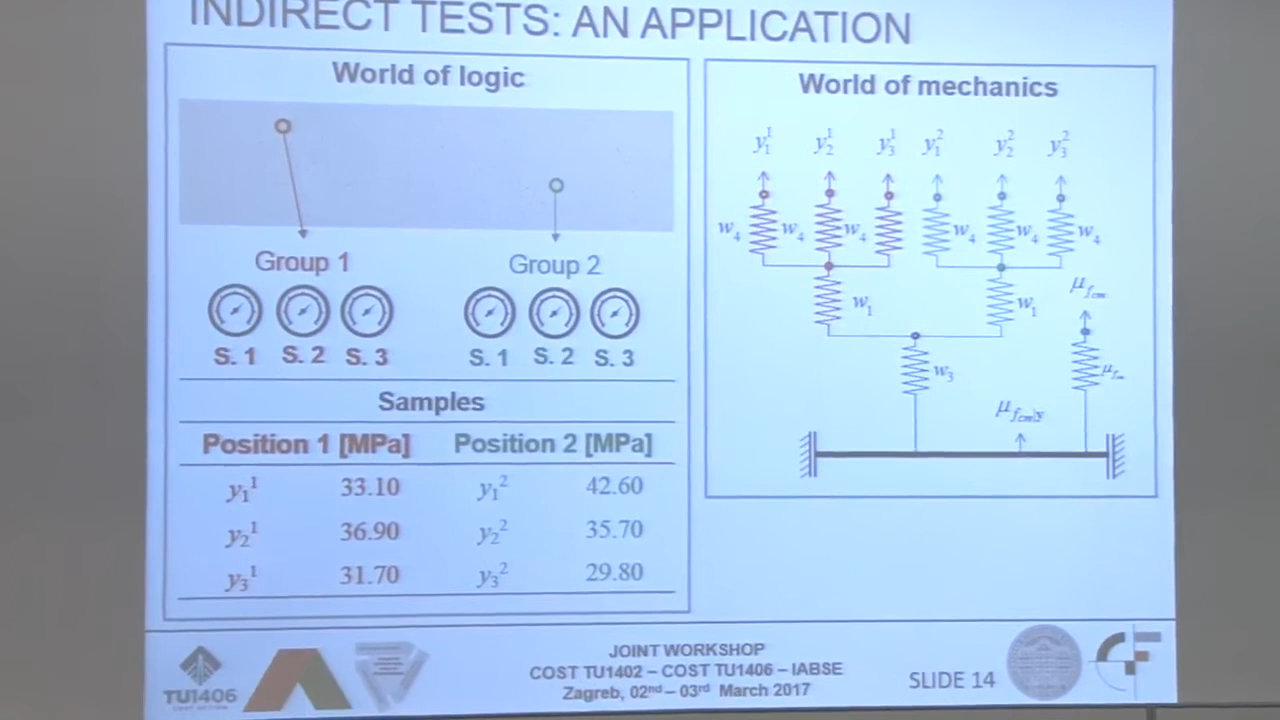 INDIRECT TESTS: AN APPLICATION
World of logic
Group 1
Group 2
S. 1 S. 2 S. 3
S. 1 S. 2 S. 3
Samples
Position 1 [MPa] Position 2 [MPa]
y₁¹ 33.10 y₁² 42.60
y₂¹ 36.90 y₂² 35.70
y₃¹ 31.70 y₃² 29.80
World of mechanics
y₁¹ y₂¹ y₃¹ y₁² y₂² y₃²
w₄ w₄ w₄ w₄ w₄ w₄
w₁ w₁
w₃
TU1406
JOINT WORKSHOP
COST TU1402 – COST TU1406 – IABSE
Zagreb, 02ⁿᵈ – 03ʳᵈ March 2017
SLIDE 14